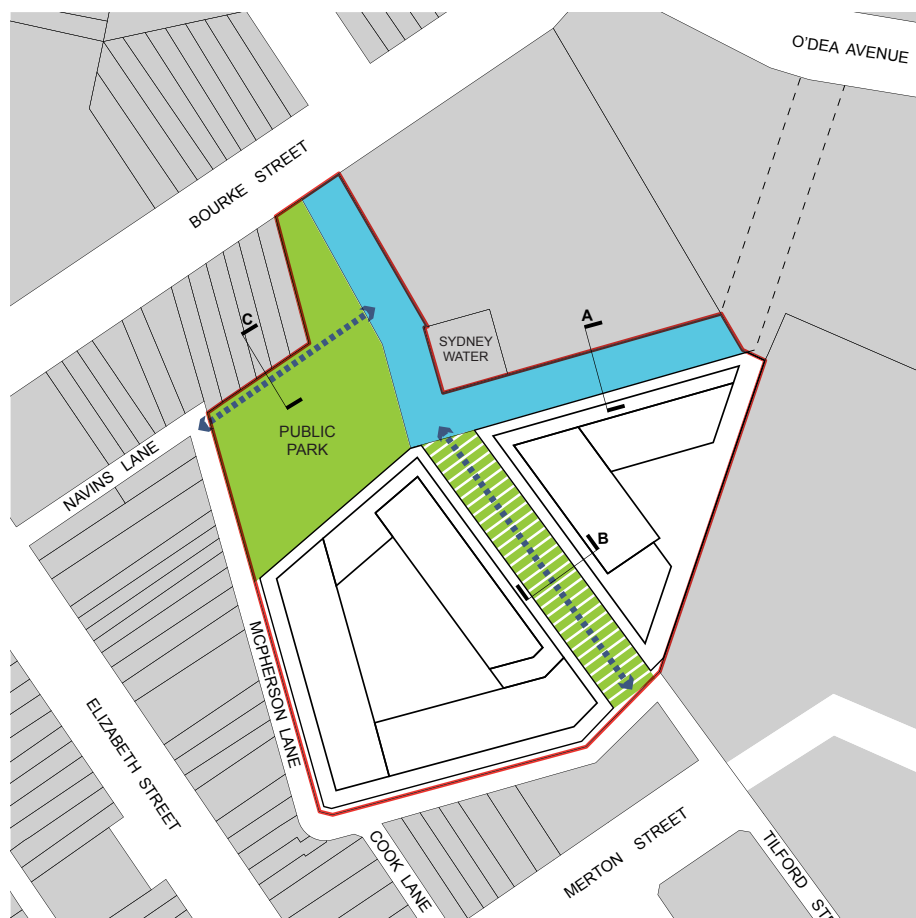 O'DEA AVENUE
BOURKE STREET
C
A
SYDNEY
WATER
PUBLIC
PARK
NAVINS LANE
B
MCPHERSON LANE
ELIZABETH STREET
COOK LANE
MERTON STREET
TILFORD